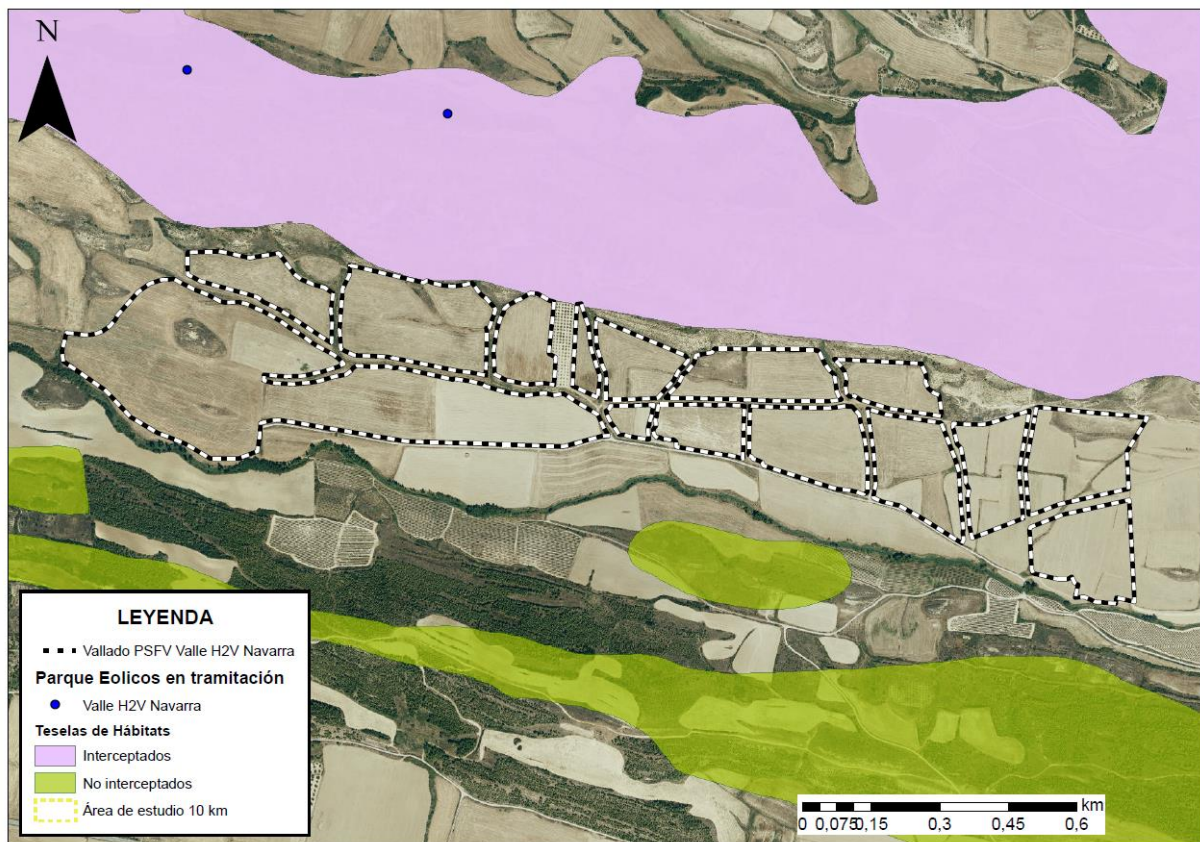 N
LEYENDA
Vallado PSFV Valle H2V Navarra
Parque Eolicos en tramitación
Valle H2V Navarra
Teselas de Hábitats
Interceptados
No interceptados
Área de estudio 10 km
km
0 0,075 0,15 0,3 0,45 0,6